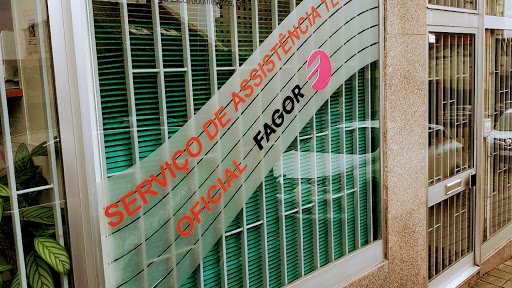 SERVIÇO DE ASSISTÊNCIA TE
OFICIAL FAGOR